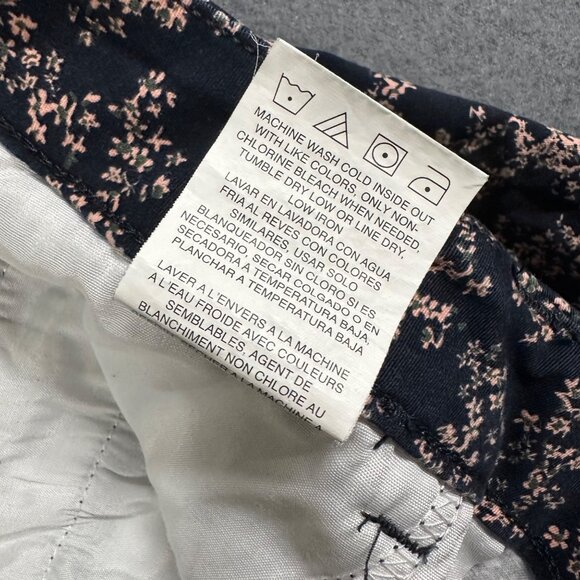 MACHINE WASH COLD INSIDE OUT
WITH LIKE COLORS, ONLY NON-
CHLORINE BLEACH WHEN NEEDED,
TUMBLE DRY LOW OR LINE DRY,
LOW IRON
LAVAR EN LAVADORA CON AGUA
FRIA AL REVES CON COLORES
SIMILARES, USAR SOLO
BLANQUEADOR SIN CLORO SI ES
NECESARIO SECAR COLGADO O EN
SECADORA A TEMPERATURA BAJA,
PLANCHAR A TEMPERATURA BAJA
LAVER A L'ENVERS A LA MACHINE
A L'EAU FROIDE AVEC COULEURS
SEMBLABLES, AGENT DE
BLANCHIMENT NON CHLORE AU
A LA MACHINE A